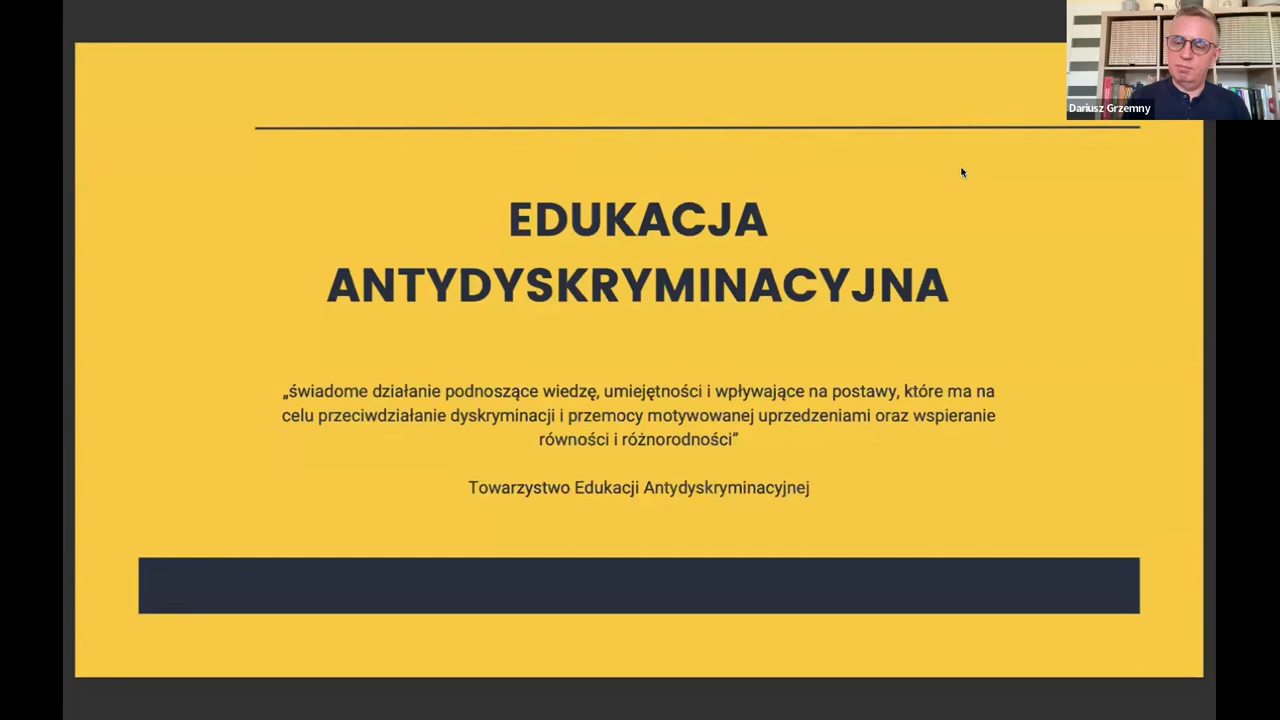 Dariusz Grzemny
EDUKACJA
ANTYDYSKRYMINACYJNA
„świadome działanie podnoszące wiedzę, umiejętności i wpływające na postawy, które ma na
celu przeciwdziałanie dyskryminacji i przemocy motywowanej uprzedzeniami oraz wspieranie
równości i różnorodności”
Towarzystwo Edukacji Antydyskryminacyjnej